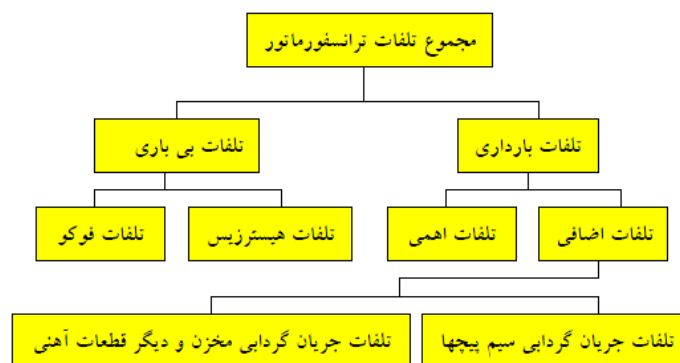 مجموع تلفات ترانسفورماتور
تلفات بارداری
تلفات بی باری
تلفات اضافی
تلفات اهمی
تلفات هیسترزیس
تلفات فوکو
تلفات جریان گردابی سیم پیچها
تلفات جریان گردابی مخزن و دیگر قطعات آهنی